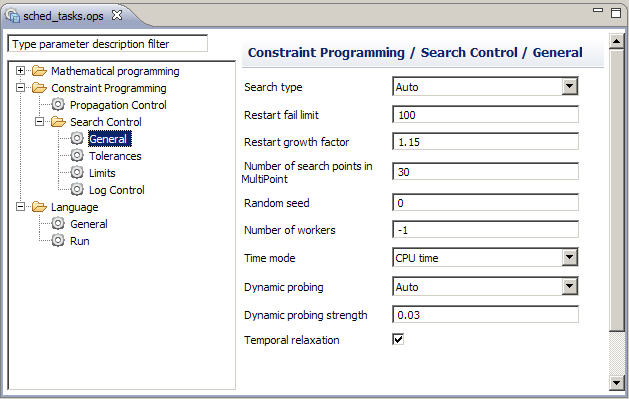 sched_tasks.ops
Type parameter description filter
Mathematical programming
Constraint Programming
Propagation Control
Search Control
General
Tolerances
Limits
Log Control
Language
General
Run
Constraint Programming / Search Control / General
Search type Auto
Restart fail limit 100
Restart growth factor 1.15
Number of search points in
MultiPoint 30
Random seed 0
Number of workers -1
Time mode CPU time
Dynamic probing Auto
Dynamic probing strength 0.03
Temporal relaxation